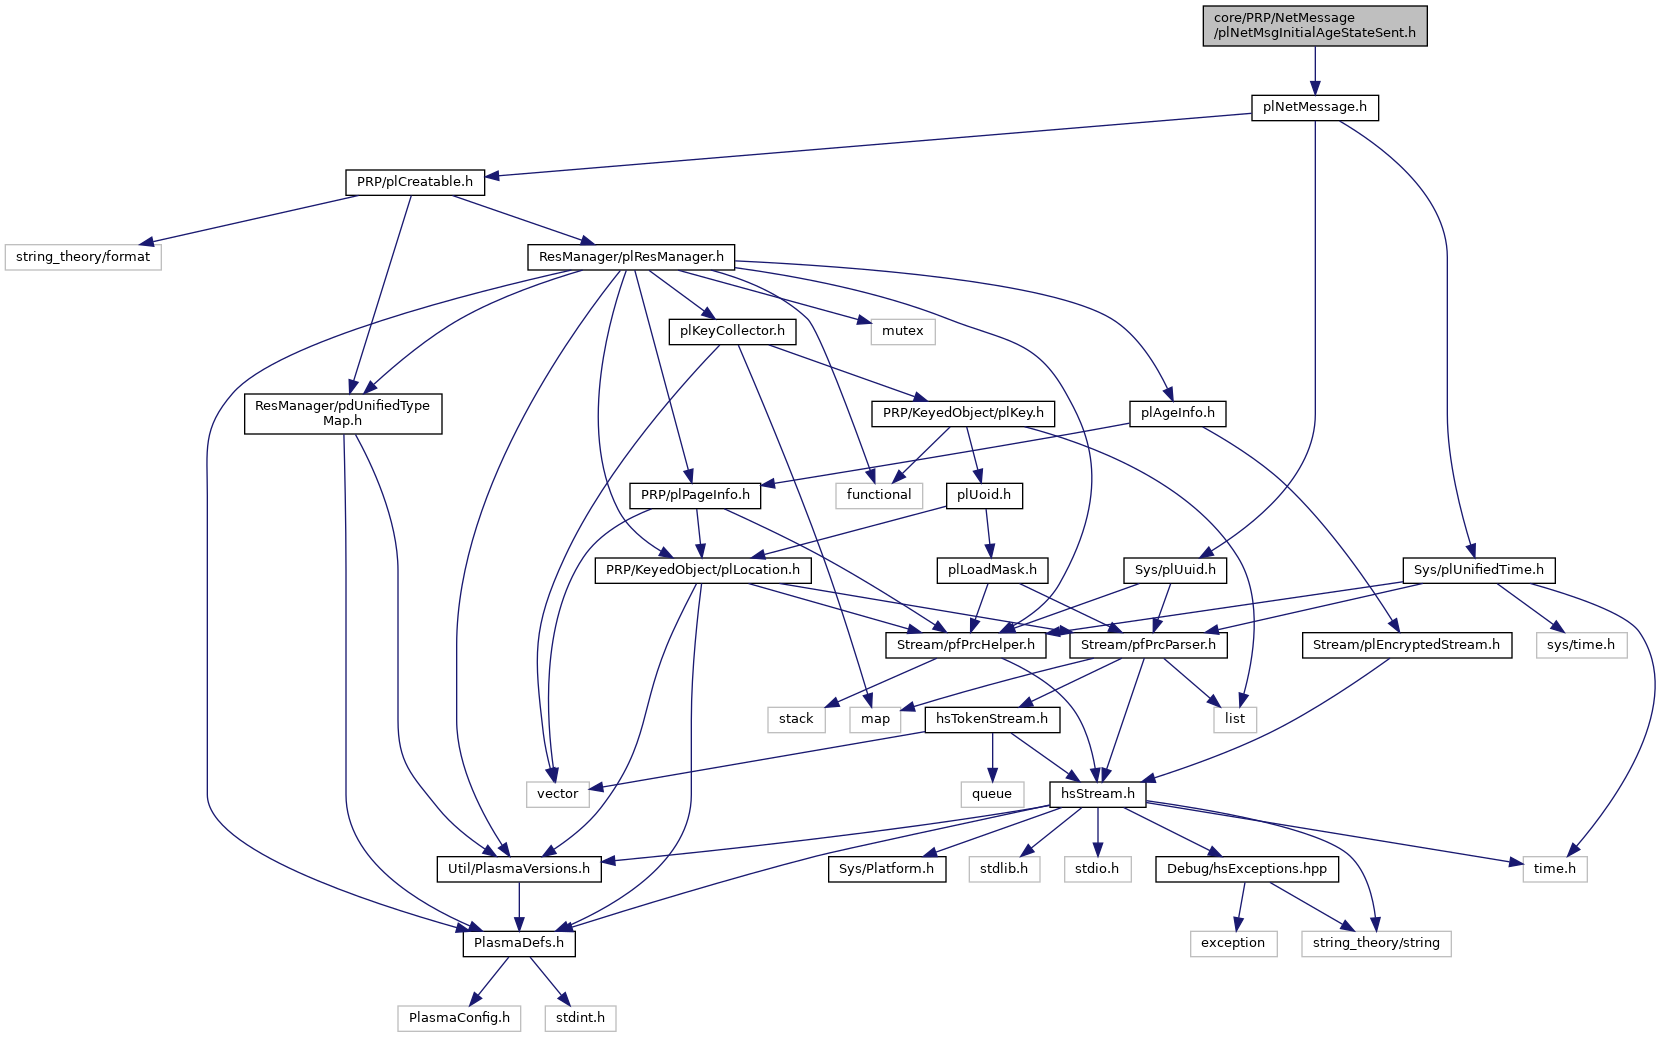 core/PRP/NetMessage
/plNetMsgInitialAgeStateSent.h
plNetMessage.h
PRP/plCreatable.h
string_theory/format
ResManager/plResManager.h
plKeyCollector.h
mutex
ResManager/pdUnifiedType
Map.h
PRP/KeyedObject/plKey.h
plAgeInfo.h
PRP/plPageInfo.h
functional
plUoid.h
PRP/KeyedObject/plLocation.h
plLoadMask.h
Sys/plUuid.h
Sys/plUnifiedTime.h
Stream/pfPrcHelper.h
Stream/pfPrcParser.h
Stream/plEncryptedStream.h
sys/time.h
stack
map
hsTokenStream.h
list
vector
queue
hsStream.h
Util/PlasmaVersions.h
Sys/Platform.h
stdlib.h
stdio.h
Debug/hsExceptions.hpp
time.h
PlasmaDefs.h
exception
string_theory/string
PlasmaConfig.h
stdint.h